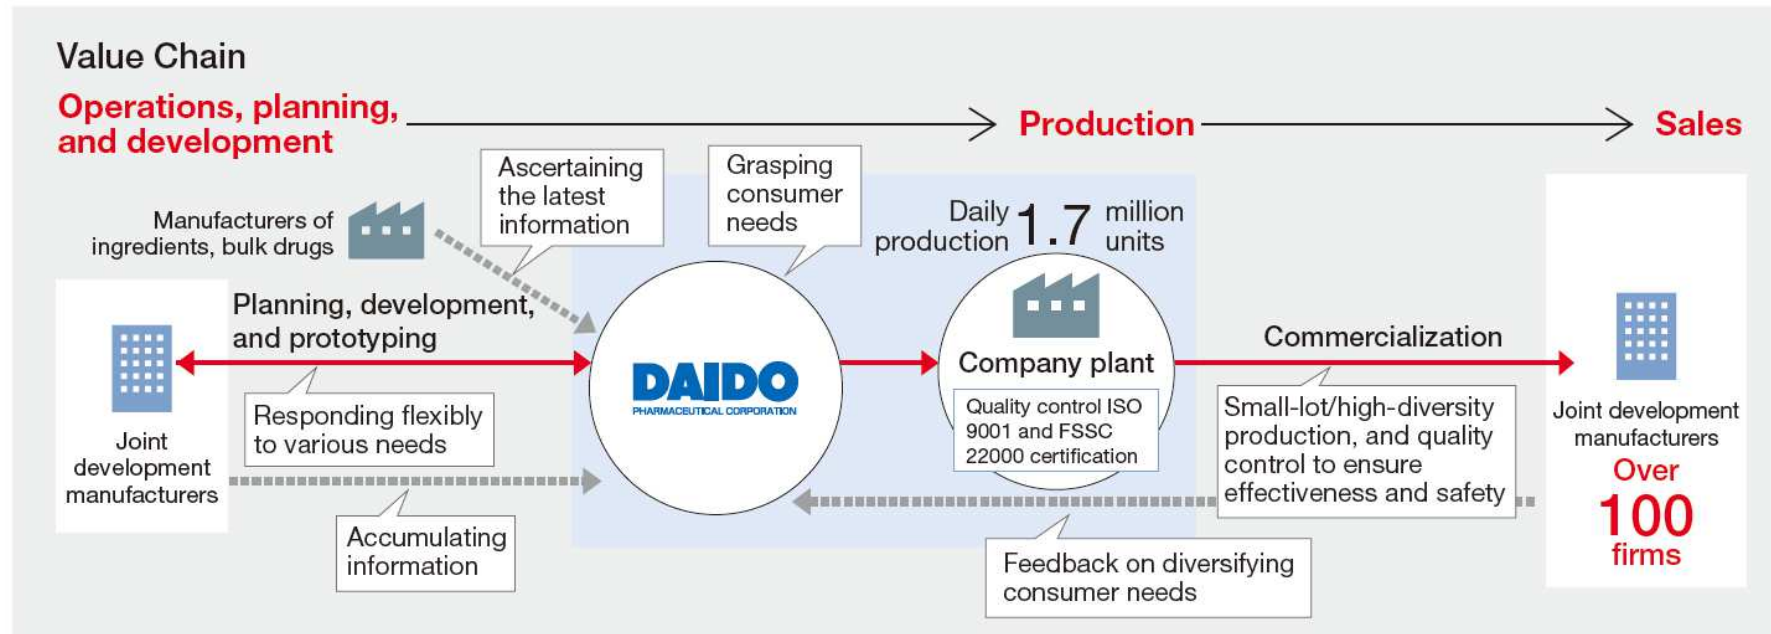 Value Chain
Operations, planning,
and development
Production
Sales
Manufacturers of
ingredients, bulk drugs
Ascertaining
the latest
information
Grasping
consumer
needs
Daily
production
1.7
million
units
Joint
development
manufacturers
Planning, development,
and prototyping
Responding flexibly
to various needs
Accumulating
information
DAIDO
PHARMACEUTICAL CORPORATION
Company plant
Quality control ISO
9001 and FSSC
22000 certification
Commercialization
Small-lot/high-diversity
production, and quality
control to ensure
effectiveness and safety
Feedback on diversifying
consumer needs
Joint development
manufacturers
Over
100
firms